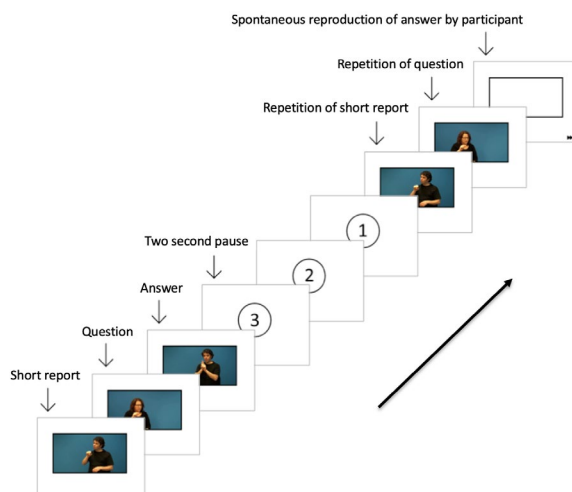 Spontaneous reproduction of answer by participant
Repetition of question
Repetition of short report
1
Two second pause
2
Answer
3
Question
Short report